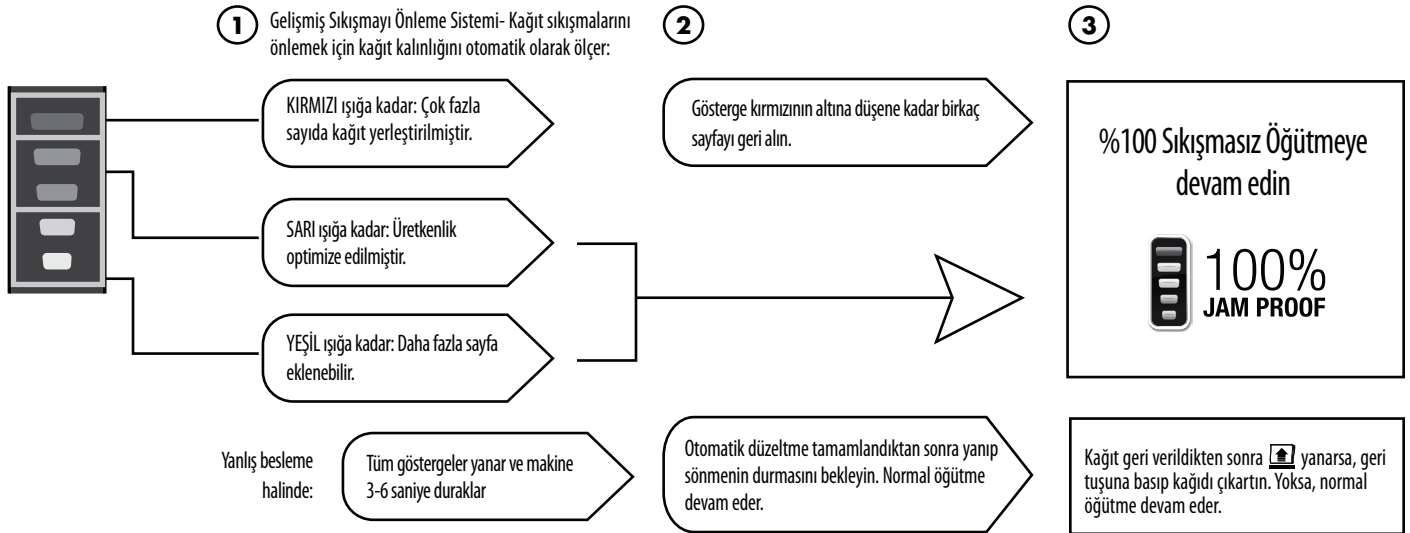 1
Gelişmiş Sıkışmayı Önleme Sistemi- Kağıt sıkışmalarını
önlemek için kağıt kalınlığını otomatik olarak ölçer:
KIRMIZI ışığa kadar: Çok fazla
sayıda kağıt yerleştirilmiştir.
SARI ışığa kadar: Üretkenlik
optimize edilmiştir.
YEŞİL ışığa kadar: Daha fazla sayfa
eklenebilir.
2
Gösterge kırmızının altına düşene kadar birkaç
sayfayı geri alın.
3
%100 Sıkışmasız Öğütmeye
devam edin
100%
JAM PROOF
Yanlış besleme
halinde:
Tüm göstergeler yanar ve makine
3-6 saniye duraklar
Otomatik düzeltme tamamlandıktan sonra yanıp
sönmenin durmasını bekleyin. Normal öğütme
devam eder.
Kağıt geri verildikten sonra yanarsa, geri
tuşuna basıp kağıdı çıkartın. Yoksa, normal
öğütme devam eder.